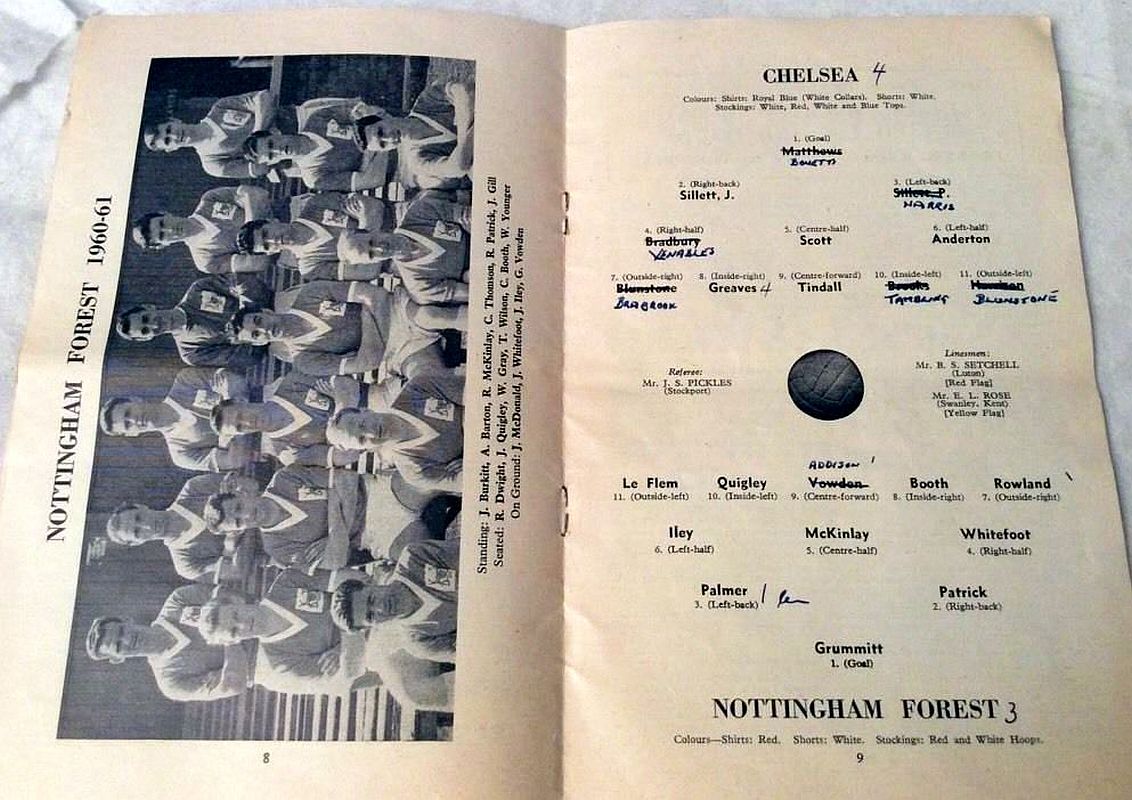 NOTTINGHAM FOREST 1960-61
Standing: J. Burkitt, A. Barton, R. McKinlay, C. Thomson, R. Patrick, J. Gill
Seated: R. Dwight, J. Quigley, W. Gray, T. Wilson, C. Booth, W. Younger
On Ground: J. McDonald, J. Whitefoot, J. Iley, G. Vowden
8
CHELSEA 4
Colours: Shirts: Royal Blue (White Collars). Shorts: White.
Stockings: White, Red, White and Blue Tops.
1. (Goal)
Matthews
BONETTI
2. (Right-back) 3. (Left-back)
Sillett, J. Sillett, P.
HARRIS
4. (Right-half) 5. (Centre-half) 6. (Left-half)
Bradbury Scott Anderton
VENABLES
7. (Outside-right) 8. (Inside-right) 9. (Centre-forward) 10. (Inside-left) 11. (Outside-left)
Blunstone Greaves 4 Tindall Brooks Harrison
BRABROOK TAMBLING BLUNSTONE
Referee:
Mr. J. S. PICKLES
(Stockport)
Linesmen:
Mr. B. S. SETCHELL
(Luton)
[Red Flag]
Mr. E. L. ROSE
(Swanley, Kent)
[Yellow Flag]
ADDISON '
Le Flem Quigley Vowden Booth Rowland
11. (Outside-left) 10. (Inside-left) 9. (Centre-forward) 8. (Inside-right) 7. (Outside-right)
Iley McKinlay Whitefoot
6. (Left-half) 5. (Centre-half) 4. (Right-half)
Palmer 1 Patrick
3. (Left-back) 2. (Right-back)
Grummitt
1. (Goal)
NOTTINGHAM FOREST 3
Colours—Shirts: Red. Shorts: White. Stockings: Red and White Hoops.
9